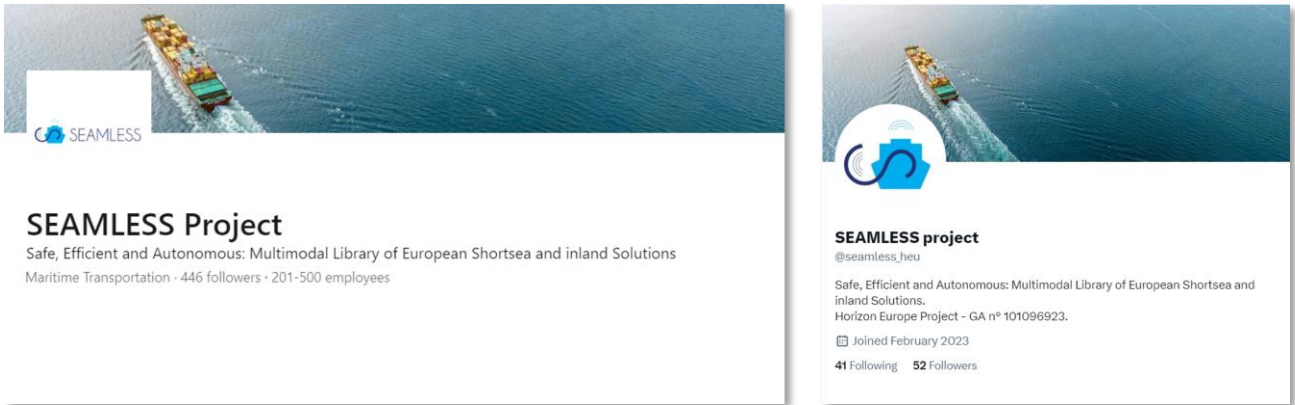 SEAMLESS
SEAMLESS Project
Safe, Efficient and Autonomous: Multimodal Library of European Shortsea and inland Solutions
Maritime Transportation · 446 followers · 201-500 employees
SEAMLESS project
@seamless_heu
Safe, Efficient and Autonomous: Multimodal Library of European Shortsea and
inland Solutions.
Horizon Europe Project - GA nº 101096923.
Joined February 2023
41 Following 52 Followers